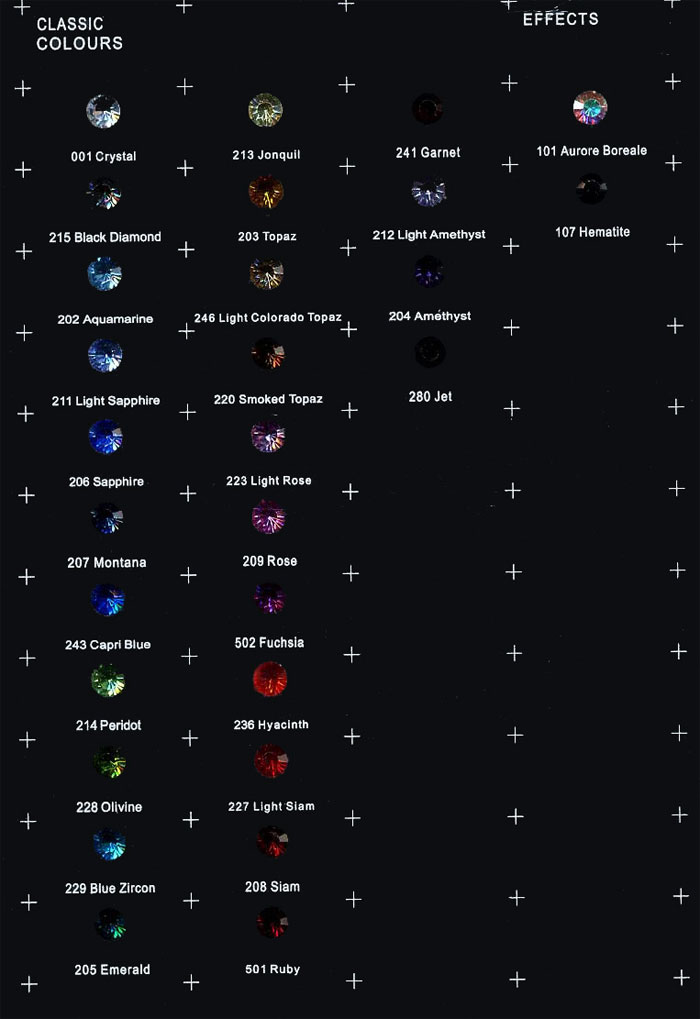 CLASSIC
COLOURS
EFFECTS
001 Crystal
213 Jonquil
241 Garnet
101 Aurore Boreale
215 Black Diamond
203 Topaz
212 Light Amethyst
107 Hematite
202 Aquamarine
246 Light Colorado Topaz
204 Amethyst
211 Light Sapphire
220 Smoked Topaz
280 Jet
206 Sapphire
223 Light Rose
207 Montana
209 Rose
243 Capri Blue
502 Fuchsia
214 Peridot
236 Hyacinth
228 Olivine
227 Light Siam
229 Blue Zircon
208 Siam
205 Emerald
501 Ruby